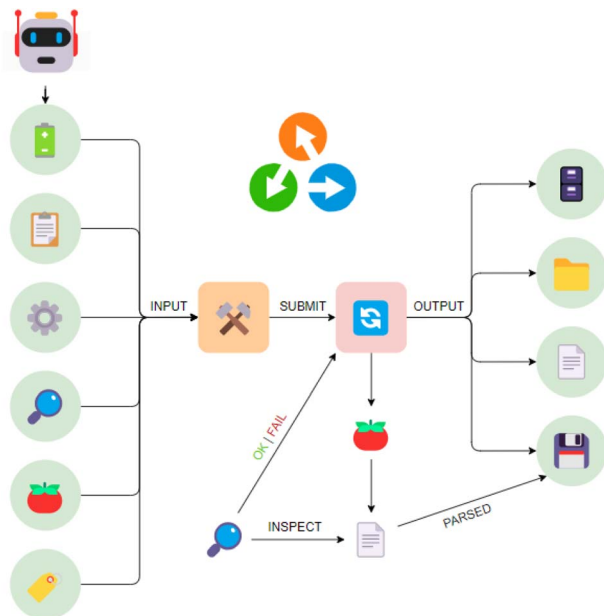 INPUT
SUBMIT
OUTPUT
OK | FAIL
INSPECT
PARSED